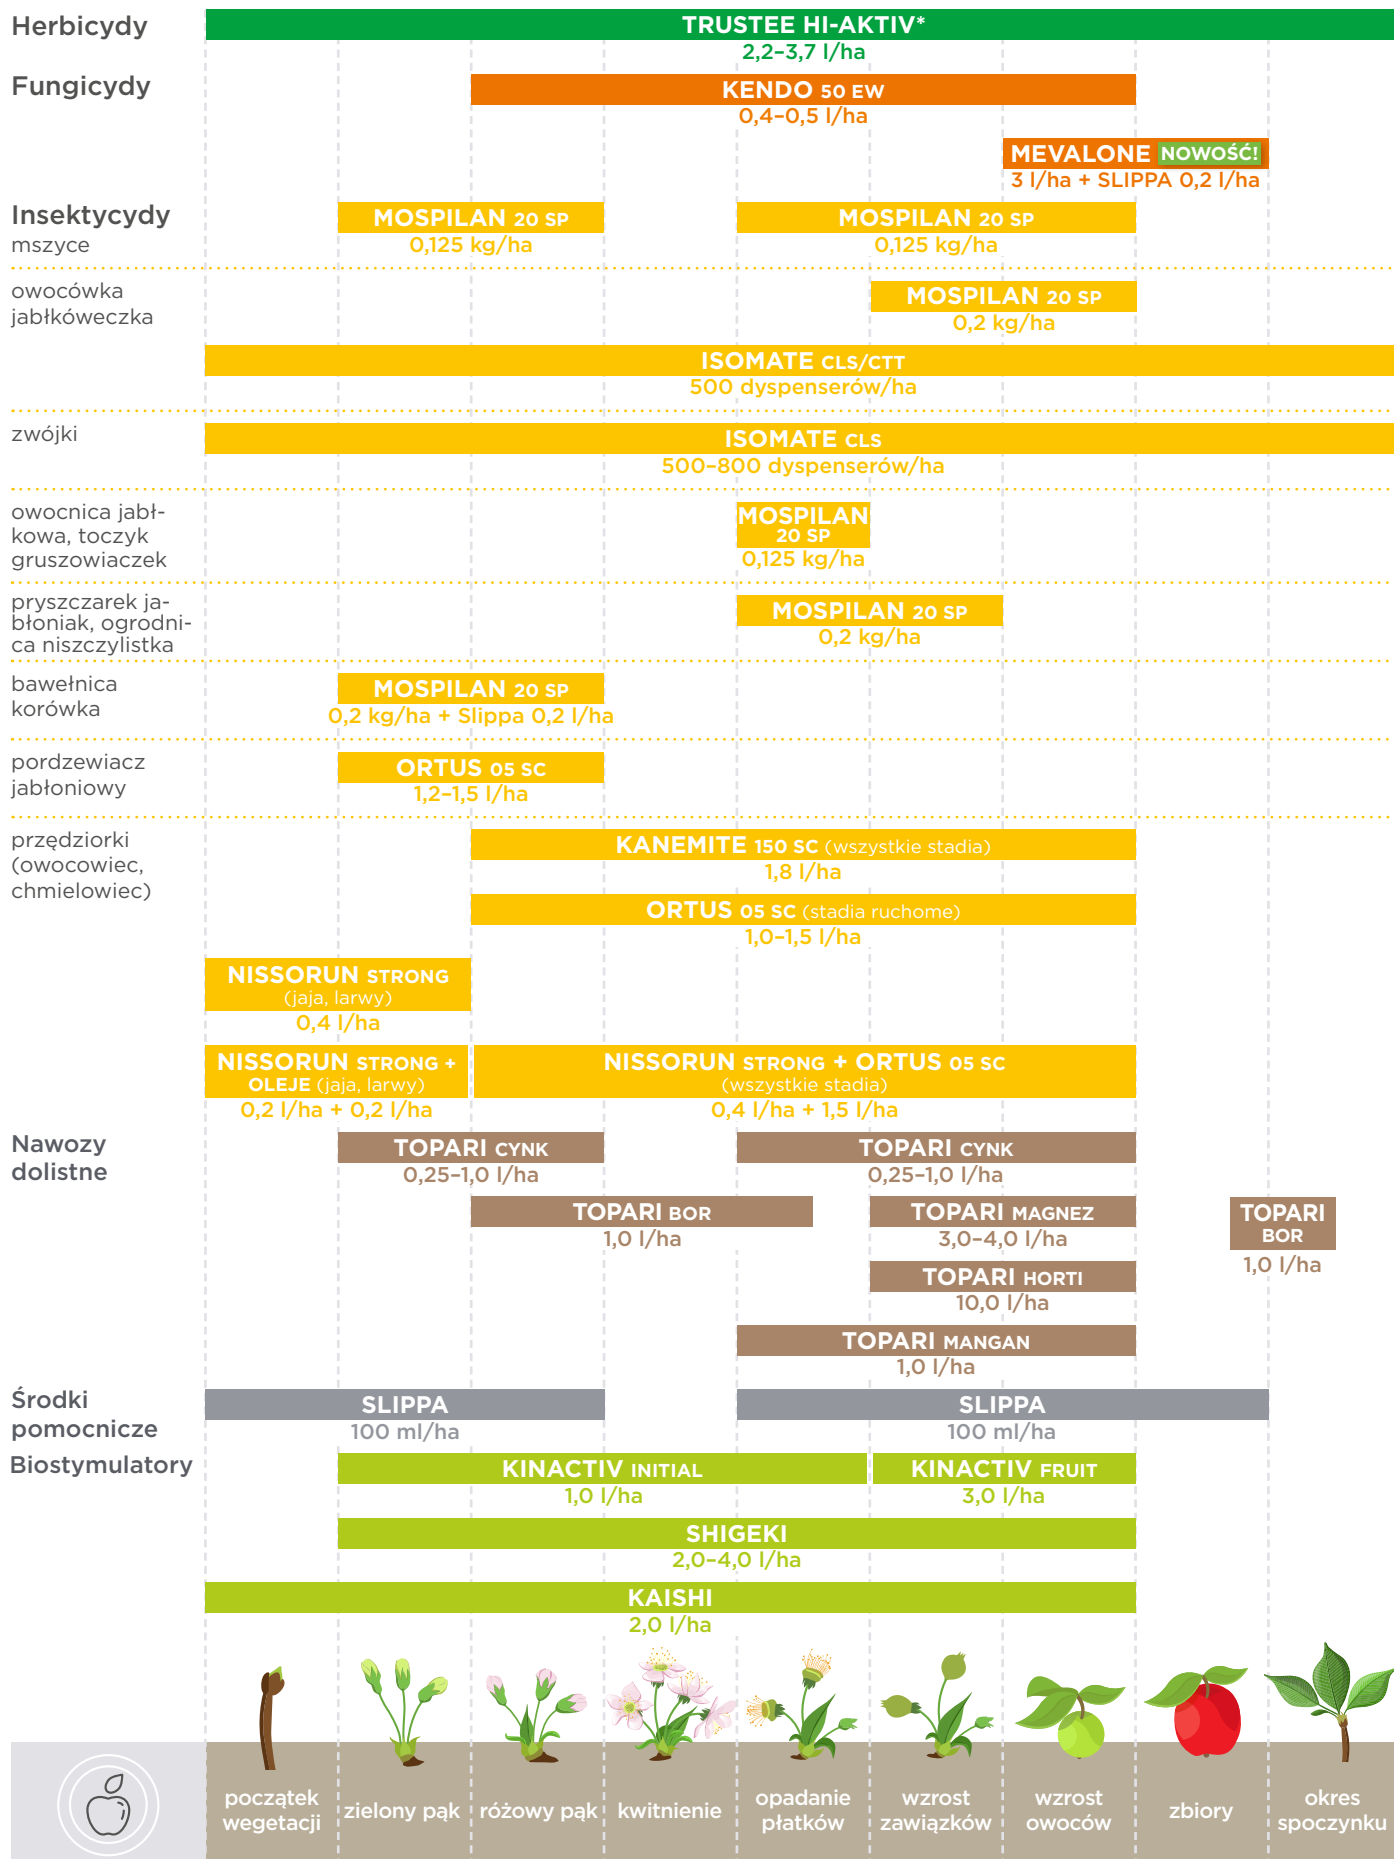 Herbicydy
TRUSTEE HI-AKTIV*
2,2–3,7 l/ha
Fungicydy
KENDO 50 EW
0,4–0,5 l/ha
MEVALONE NOWOŚĆ!
3 l/ha + SLIPPA 0,2 l/ha
Insektycydy
mszyce
MOSPILAN 20 SP
0,125 kg/ha
MOSPILAN 20 SP
0,125 kg/ha
owocówka
jabłkóweczka
MOSPILAN 20 SP
0,2 kg/ha
ISOMATE CLS/CTT
500 dyspenserów/ha
zwójki
ISOMATE CLS
500–800 dyspenserów/ha
owocnica jabł-
kowa, toczyk
gruszowiaczek
MOSPILAN
20 SP
0,125 kg/ha
pryszczarek ja-
błoniak, ogrodni-
ca niszczylistka
MOSPILAN 20 SP
0,2 kg/ha
bawełnica
korówka
MOSPILAN 20 SP
0,2 kg/ha + Slippa 0,2 l/ha
pordzewiacz
jabłoniowy
ORTUS 05 SC
1,2–1,5 l/ha
przędziorki
(owocowiec,
chmielowiec)
KANEMITE 150 SC (wszystkie stadia)
1,8 l/ha
ORTUS 05 SC (stadia ruchome)
1,0–1,5 l/ha
NISSORUN STRONG
(jaja, larwy)
0,4 l/ha
NISSORUN STRONG +
OLEJE (jaja, larwy)
0,2 l/ha + 0,2 l/ha
NISSORUN STRONG + ORTUS 05 SC
(wszystkie stadia)
0,4 l/ha + 1,5 l/ha
Nawozy
dolistne
TOPARI CYNK
0,25–1,0 l/ha
TOPARI CYNK
0,25–1,0 l/ha
TOPARI BOR
1,0 l/ha
TOPARI MAGNEZ
3,0–4,0 l/ha
TOPARI
BOR
1,0 l/ha
TOPARI HORTI
10,0 l/ha
TOPARI MANGAN
1,0 l/ha
Środki
pomocnicze
SLIPPA
100 ml/ha
SLIPPA
100 ml/ha
Biostymulatory
KINACTIV INITIAL
1,0 l/ha
KINACTIV FRUIT
3,0 l/ha
SHIGEKI
2,0–4,0 l/ha
KAISHI
2,0 l/ha
początek
wegetacji
zielony pąk
różowy pąk
kwitnienie
opadanie
płatków
wzrost
zawiązków
wzrost
owoców
zbiory
okres
spoczynku